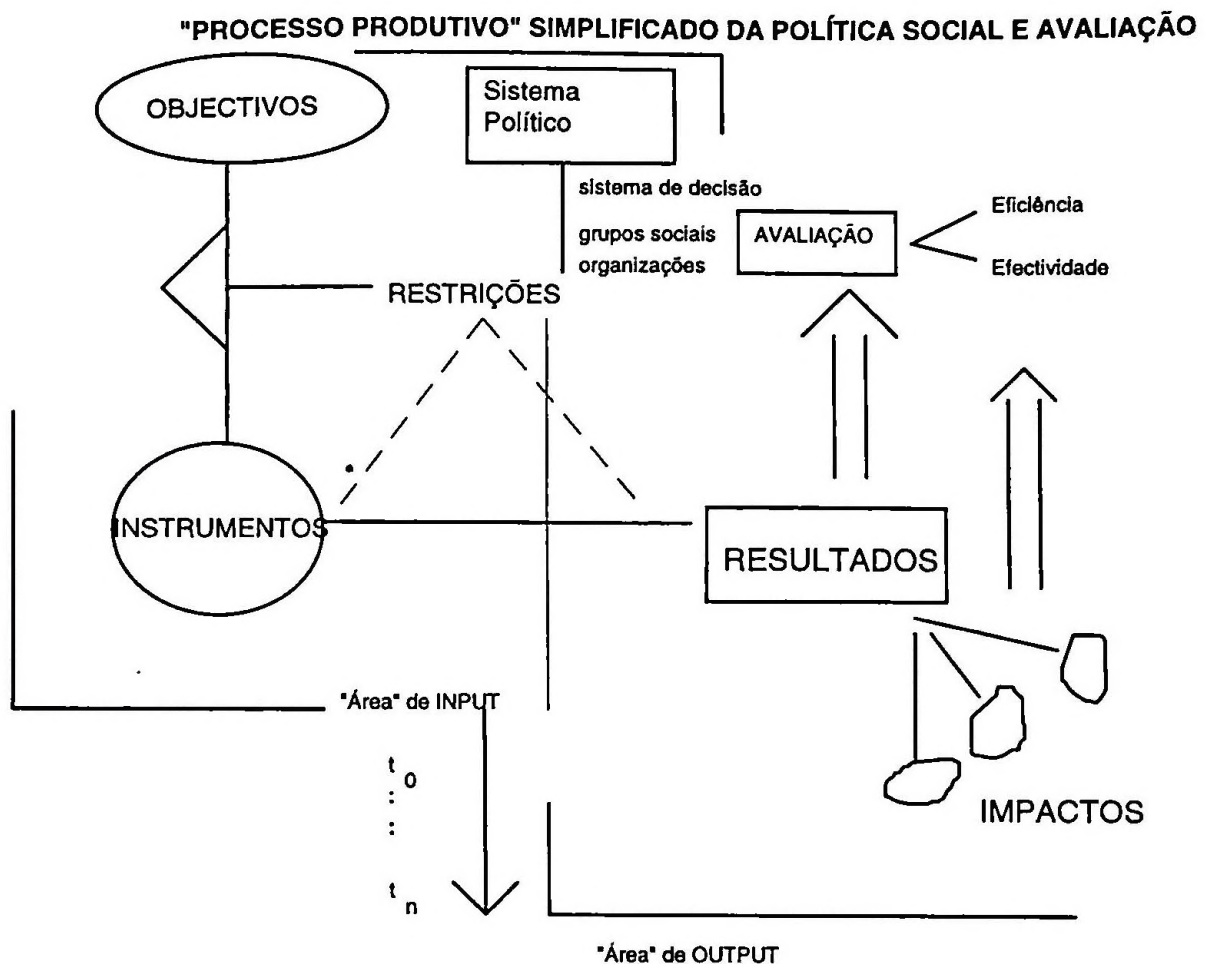 "PROCESSO PRODUTIVO" SIMPLIFICADO DA POLÍTICA SOCIAL E AVALIAÇÃO
OBJECTIVOS
Sistema
Político
sistema de decisão
grupos sociais
organizações
AVALIAÇÃO
Eficiência
Efectividade
RESTRIÇÕES
INSTRUMENTOS
RESULTADOS
"Área" de INPUT
t 0
:
:
t n
IMPACTOS
"Área" de OUTPUT